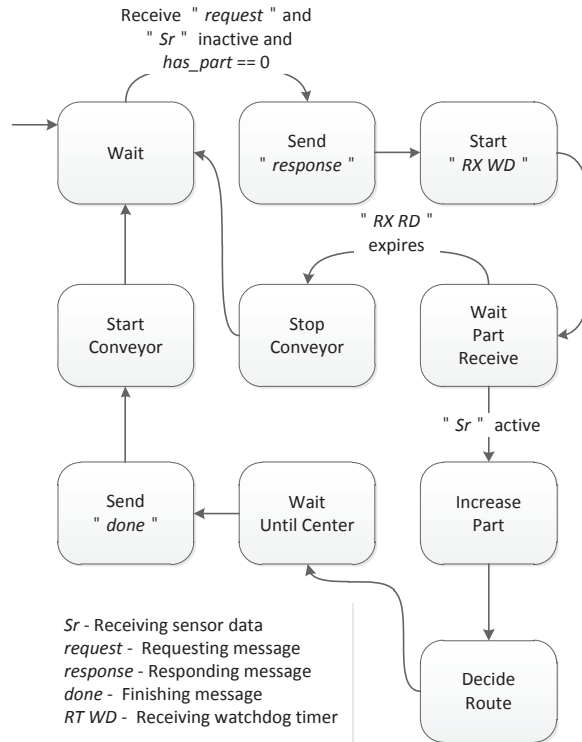 Receive " request " and
" Sr " inactive and
has_part == 0
Wait
Send
" response "
Start
" RX WD "
" RX RD "
expires
Start
Conveyor
Stop
Conveyor
Wait
Part
Receive
" Sr " active
Send
" done "
Wait
Until Center
Increase
Part
Decide
Route
Sr - Receiving sensor data
request - Requesting message
response - Responding message
done - Finishing message
RT WD - Receiving watchdog timer